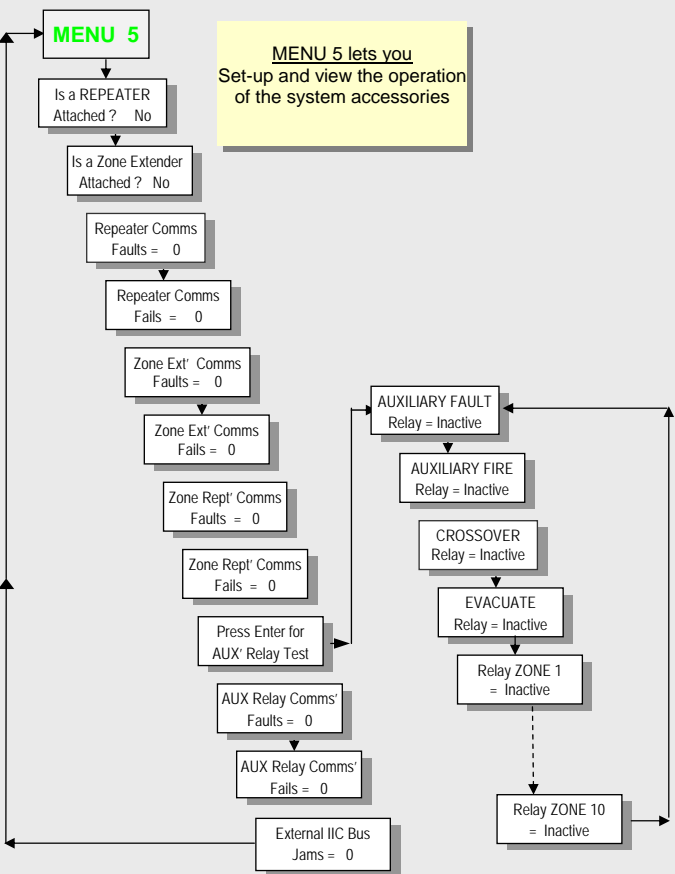 MENU 5
MENU 5 lets you
Set-up and view the operation
of the system accessories
Is a REPEATER
Attached ? No
Is a Zone Extender
Attached ? No
Repeater Comms
Faults = 0
Repeater Comms
Fails = 0
Zone Ext' Comms
Faults = 0
Zone Ext' Comms
Fails = 0
Zone Rept' Comms
Faults = 0
Zone Rept' Comms
Fails = 0
Press Enter for
AUX' Relay Test
AUX Relay Comms'
Faults = 0
AUX Relay Comms'
Fails = 0
External IIC Bus
Jams = 0
AUXILIARY FAULT
Relay = Inactive
AUXILIARY FIRE
Relay = Inactive
CROSSOVER
Relay = Inactive
EVACUATE
Relay = Inactive
Relay ZONE 1
= Inactive
Relay ZONE 10
= Inactive